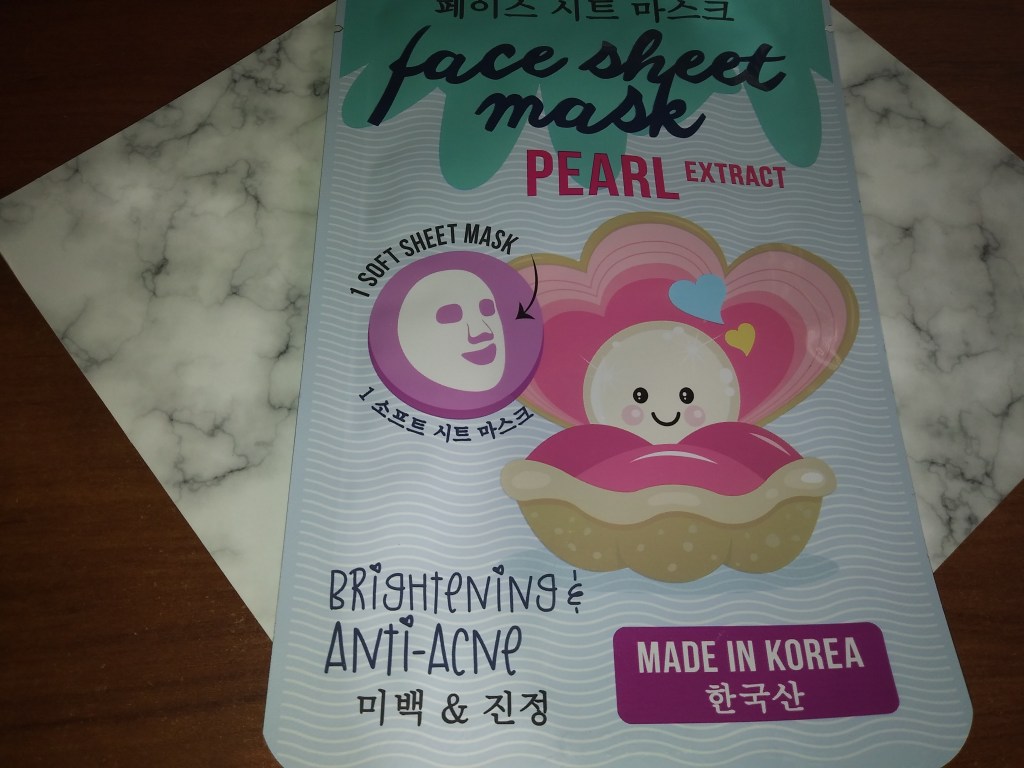 페이스 시트 마스크
face sheet
mask
PEARL EXTRACT
1 SOFT SHEET MASK
1 소프트 시트 마스크
BRIGHTENING &
ANTI-ACNE
미백 & 진정
MADE IN KOREA
한국산